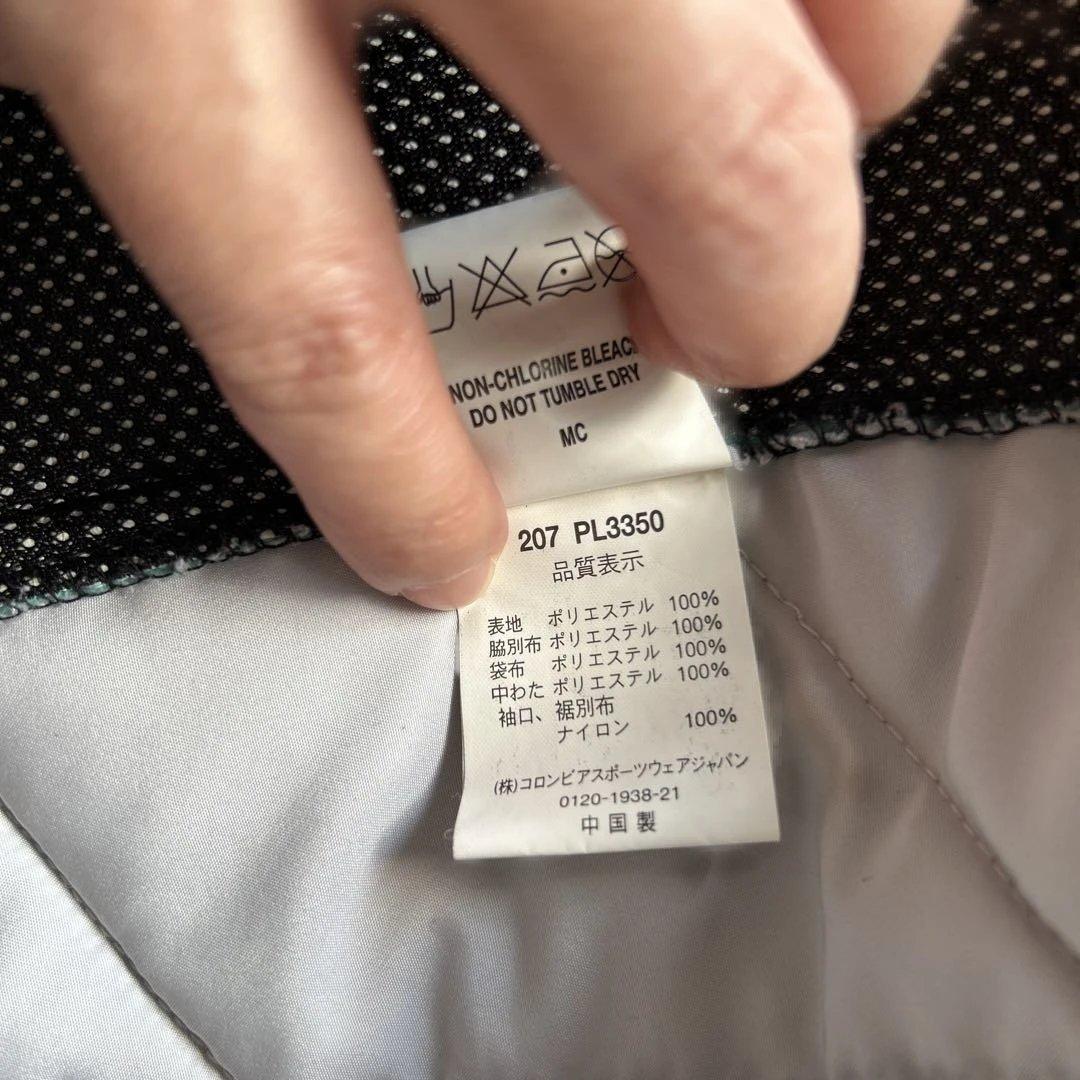 NON-CHLORINE BLEAC
DO NOT TUMBLE DRY
MC
207 PL3350
品質表示
表地 ポリエステル 100%
脇別布 ポリエステル 100%
袋布 ポリエステル 100%
中わた ポリエステル 100%
袖口、裾別布
ナイロン 100%
(株)コロンビアスポーツウェアジャパン
0120-1938-21
中国製